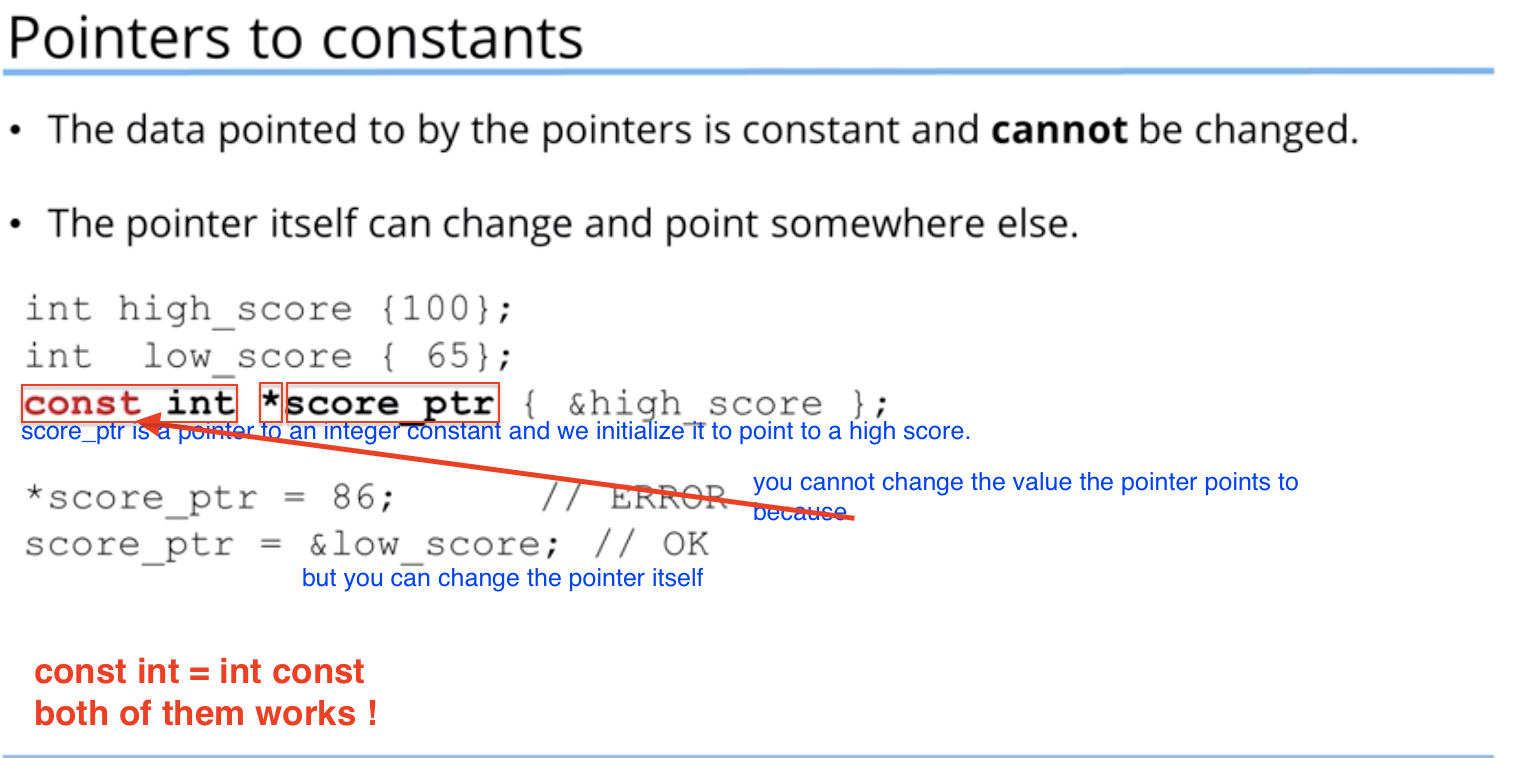 Pointers to constants
• The data pointed to by the pointers is constant and cannot be changed.
• The pointer itself can change and point somewhere else.
int high_score {100};
int  low_score { 65};
const int *score_ptr { &high_score };
score_ptr is a pointer to an integer constant and we initialize it to point to a high score.
*score_ptr = 86;      // ERROR
you cannot change the value the pointer points to
because
score_ptr = &low_score; // OK
but you can change the pointer itself
const int = int const
both of them works !